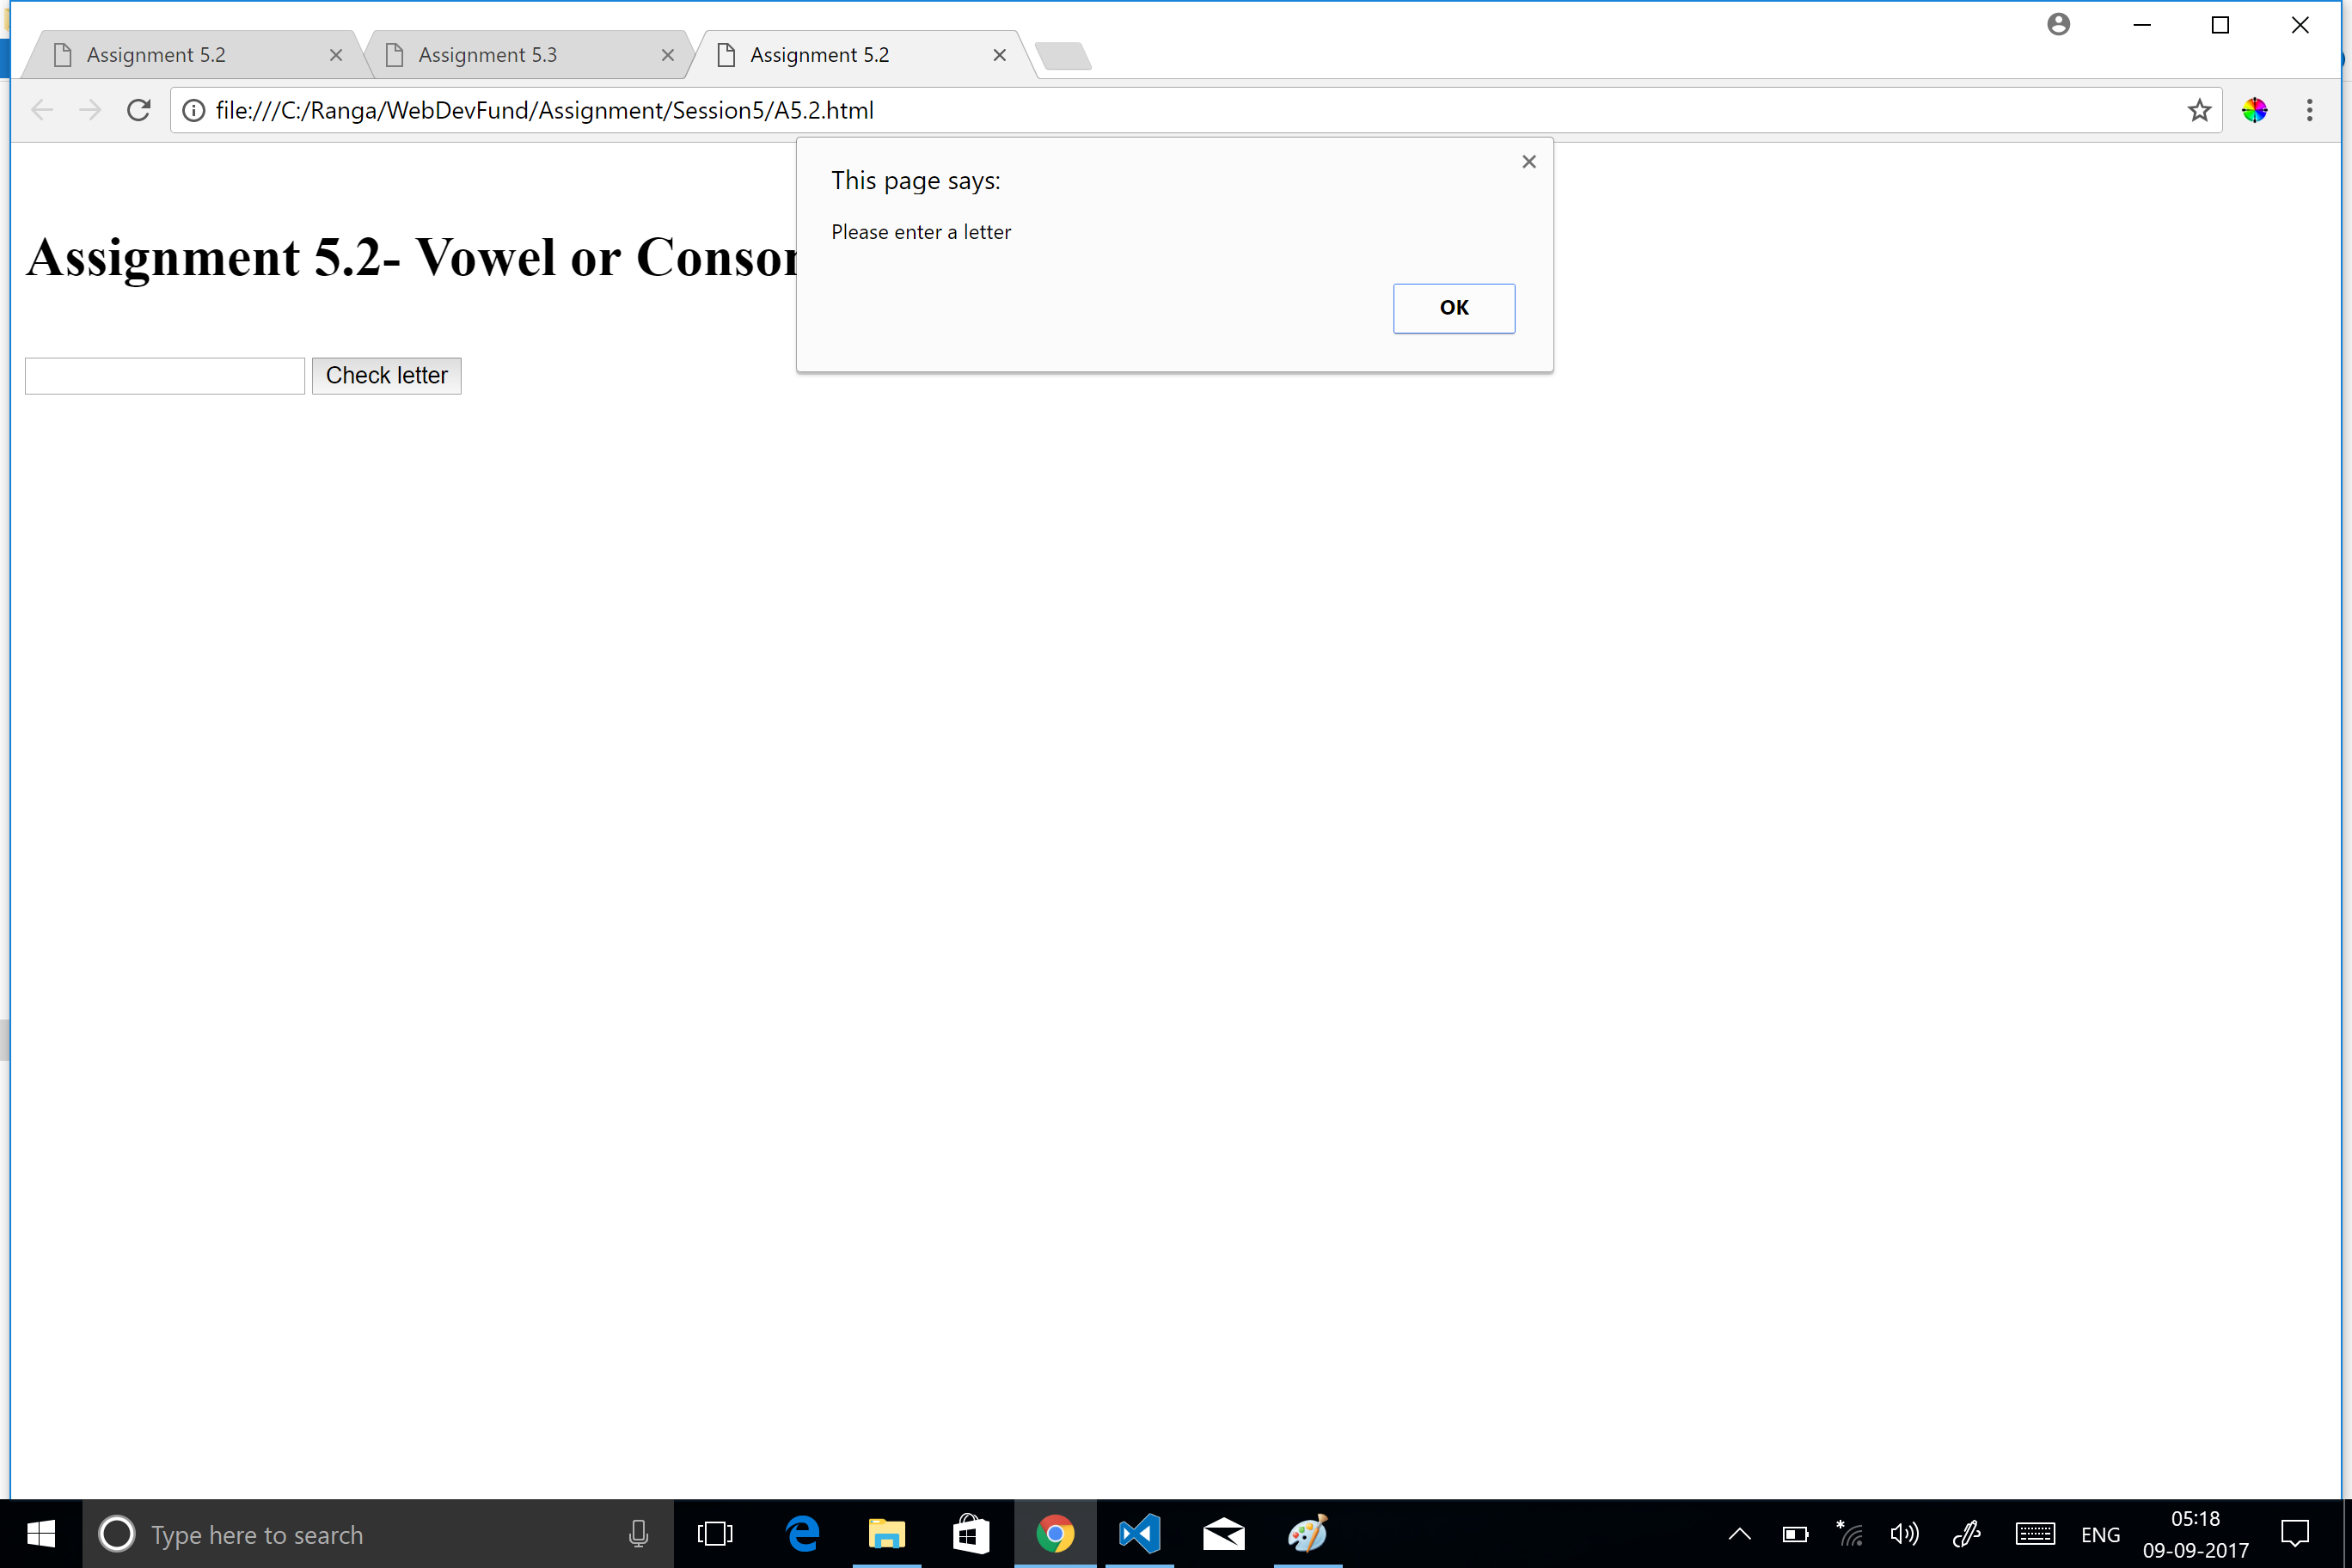 Assignment 5.2
Assignment 5.3
Assignment 5.2
file:///C:/Ranga/WebDevFund/Assignment/Session5/A5.2.html
This page says:
Please enter a letter
OK
Assignment 5.2- Vowel or Conson
Check letter
Type here to search
ENG
05:18
09-09-2017